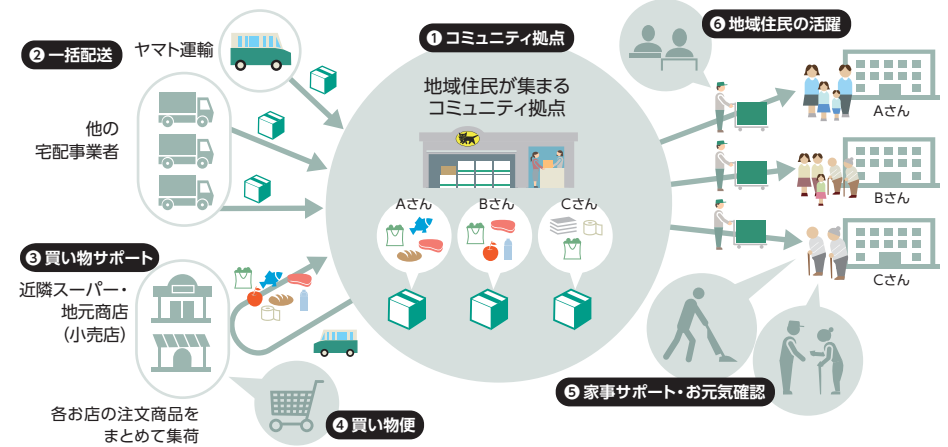 ❶ コミュニティ拠点
地域住民が集まる
コミュニティ拠点
Aさん
Bさん
Cさん
❷ 一括配送
ヤマト運輸
他の
宅配事業者
❸ 買い物サポート
近隣スーパー・
地元商店
(小売店)
各お店の注文商品を
まとめて集荷
❹ 買い物便
❺ 家事サポート・お元気確認
❻ 地域住民の活躍
Aさん
Bさん
Cさん